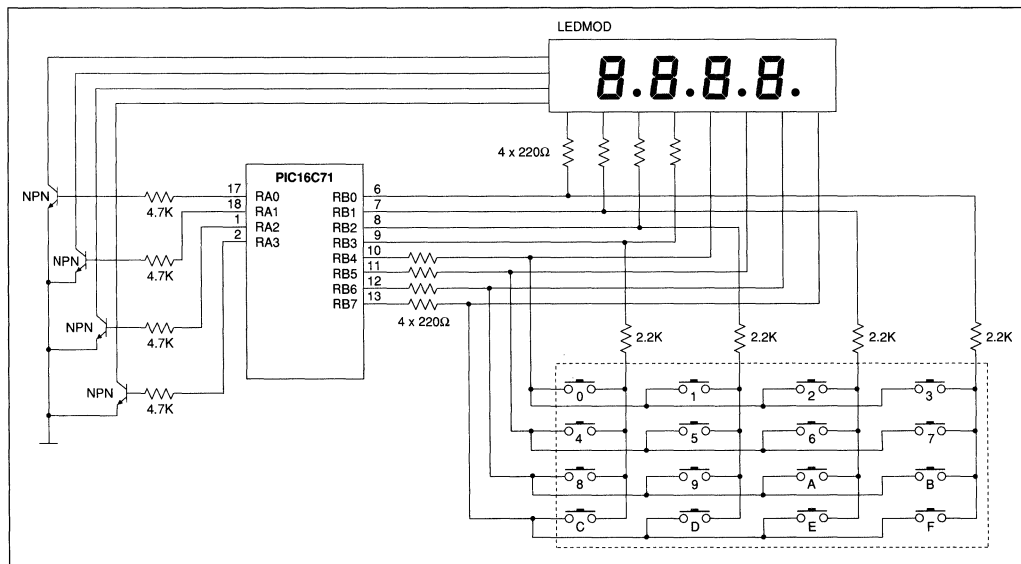 LEDMOD
8.8.8.8.
4 x 220Ω
PIC16C71
NPN
4.7K
17 RA0 RB0 6
18 RA1 RB1 7
1 RA2 RB2 8
2 RA3 RB3 9
RB4 10
RB5 11
RB6 12
RB7 13
NPN
4.7K
4 x 220Ω
NPN
4.7K
2.2K 2.2K 2.2K 2.2K
NPN
4.7K
0 1 2 3
4 5 6 7
8 9 A B
C D E F